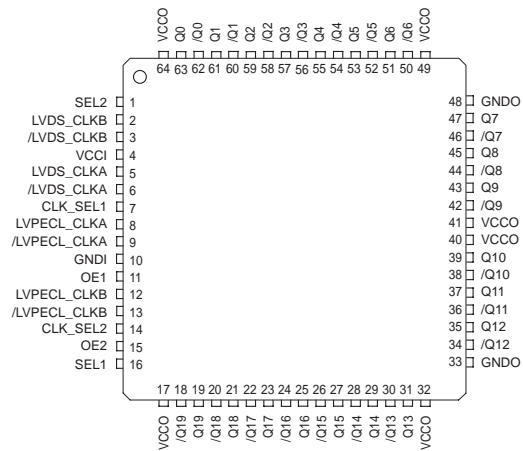 VCCO Q0 /Q0 Q1 /Q1 Q2 /Q2 Q3 /Q3 Q4 /Q4 Q5 /Q5 Q6 /Q6 VCCO
64 63 62 61 60 59 58 57 56 55 54 53 52 51 50 49
SEL2 1
LVDS_CLKB 2
/LVDS_CLKB 3
VCCI 4
LVDS_CLKA 5
/LVDS_CLKA 6
CLK_SEL1 7
LVPECL_CLKA 8
/LVPECL_CLKA 9
GNDI 10
OE1 11
LVPECL_CLKB 12
/LVPECL_CLKB 13
CLK_SEL2 14
OE2 15
SEL1 16
48 GNDO
47 Q7
46 /Q7
45 Q8
44 /Q8
43 Q9
42 /Q9
41 VCCO
40 VCCO
39 Q10
38 /Q10
37 Q11
36 /Q11
35 Q12
34 /Q12
33 GNDO
17 18 19 20 21 22 23 24 25 26 27 28 29 30 31 32
VCCO /Q19 Q19 /Q18 Q18 /Q17 Q17 /Q16 Q16 /Q15 Q15 /Q14 Q14 /Q13 Q13 VCCO